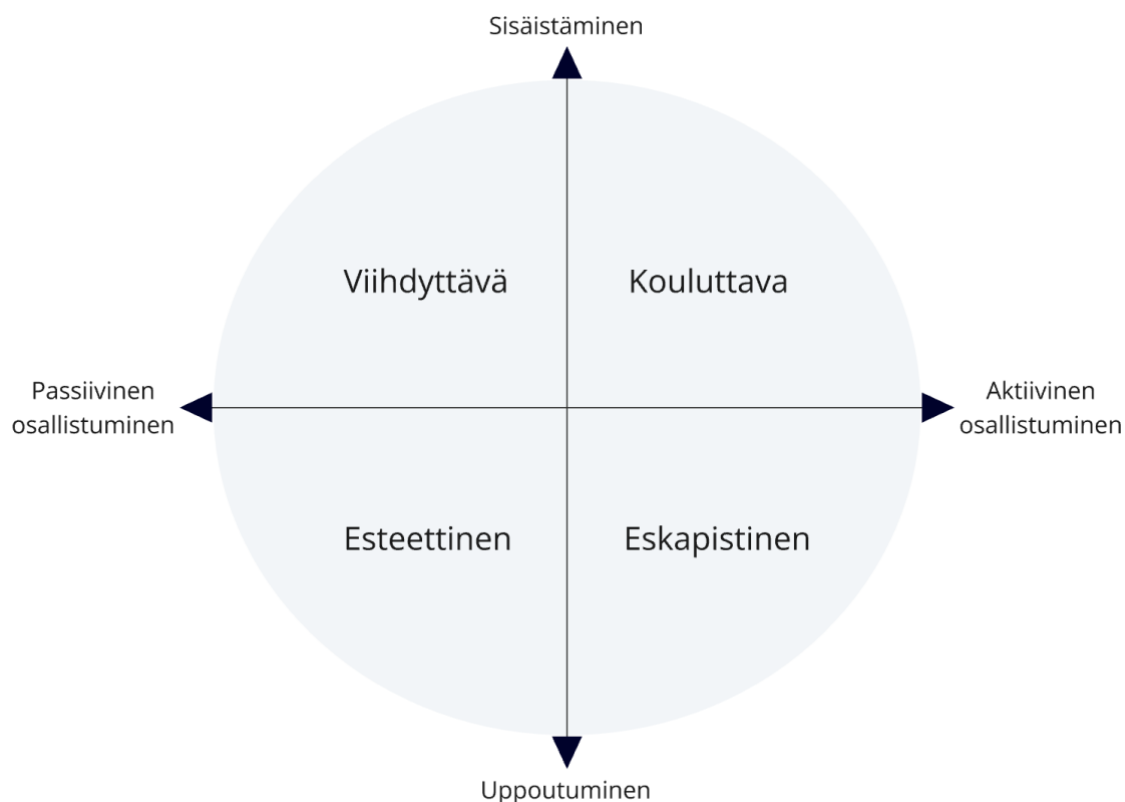 Sisäistäminen
Viihdyttävä
Kouluttava
Passiivinen
osallistuminen
Aktiivinen
osallistuminen
Esteettinen
Eskapistinen
Uppoutuminen